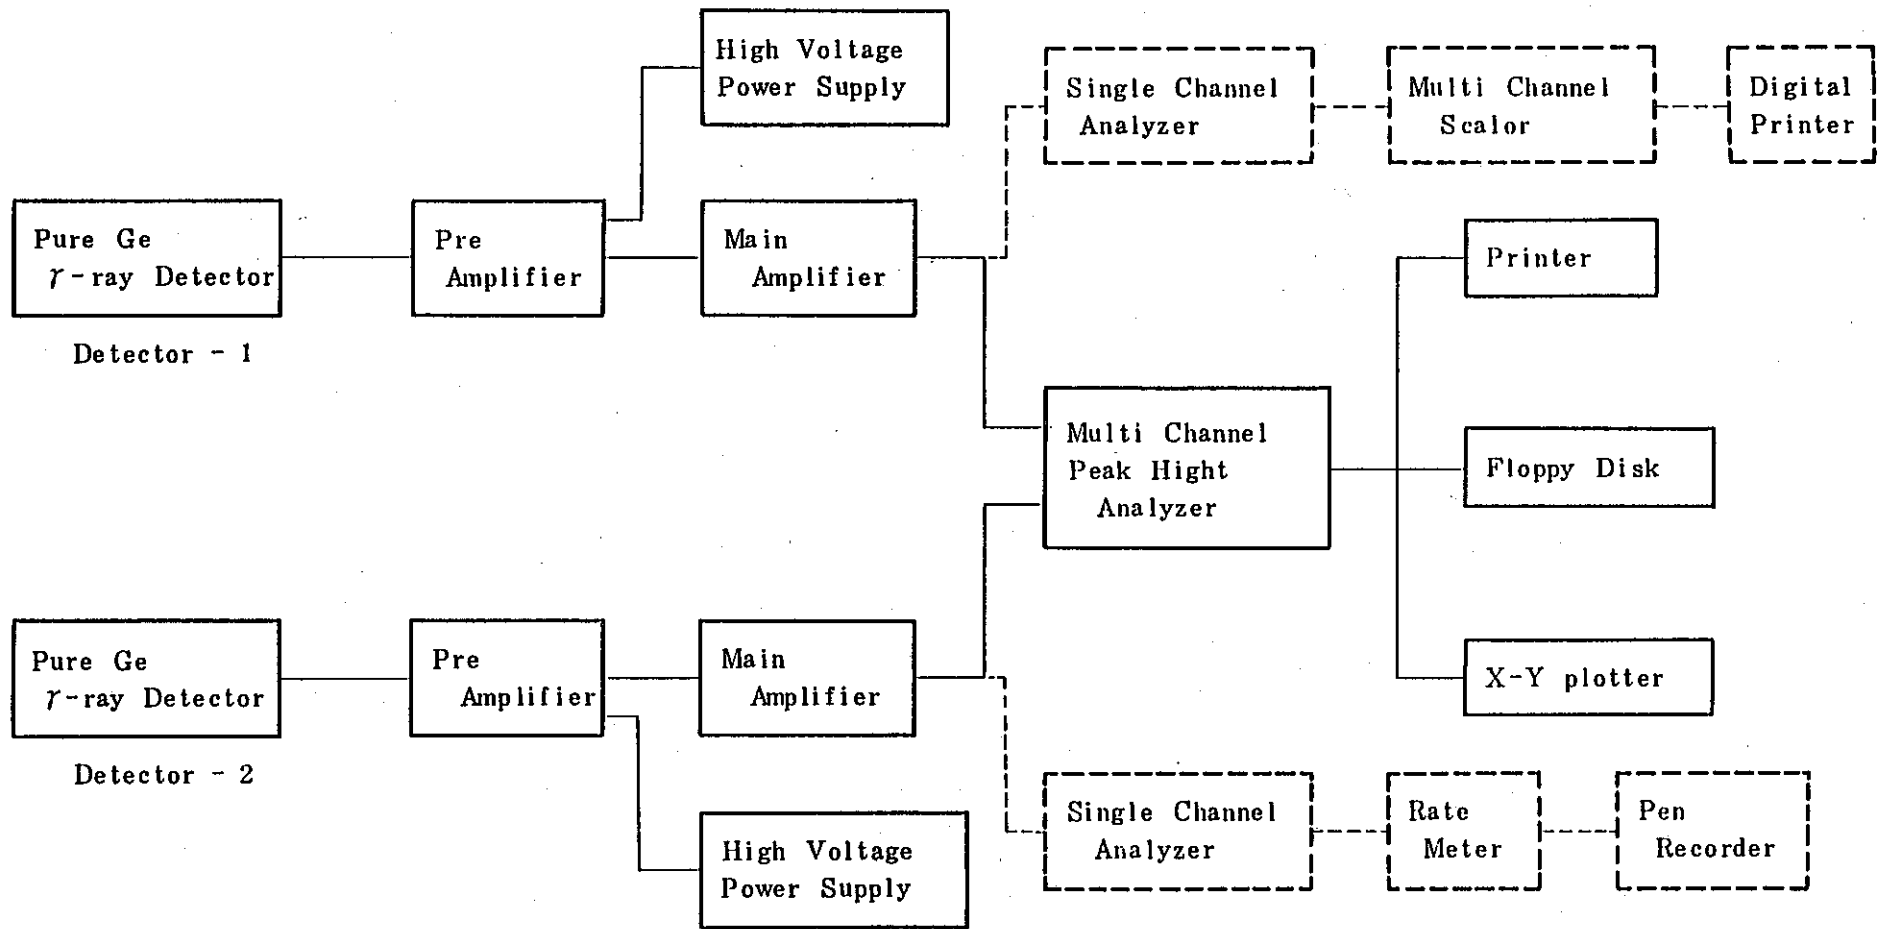 High Voltage
Power Supply
Single Channel
Analyzer
Multi Channel
Scalor
Digital
Printer
Pure Ge
γ-ray Detector
Detector - 1
Pre
Amplifier
Main
Amplifier
Printer
Multi Channel
Peak Hight
Analyzer
Floppy Disk
Pure Ge
γ-ray Detector
Detector - 2
Pre
Amplifier
Main
Amplifier
X-Y plotter
High Voltage
Power Supply
Single Channel
Analyzer
Rate
Meter
Pen
Recorder